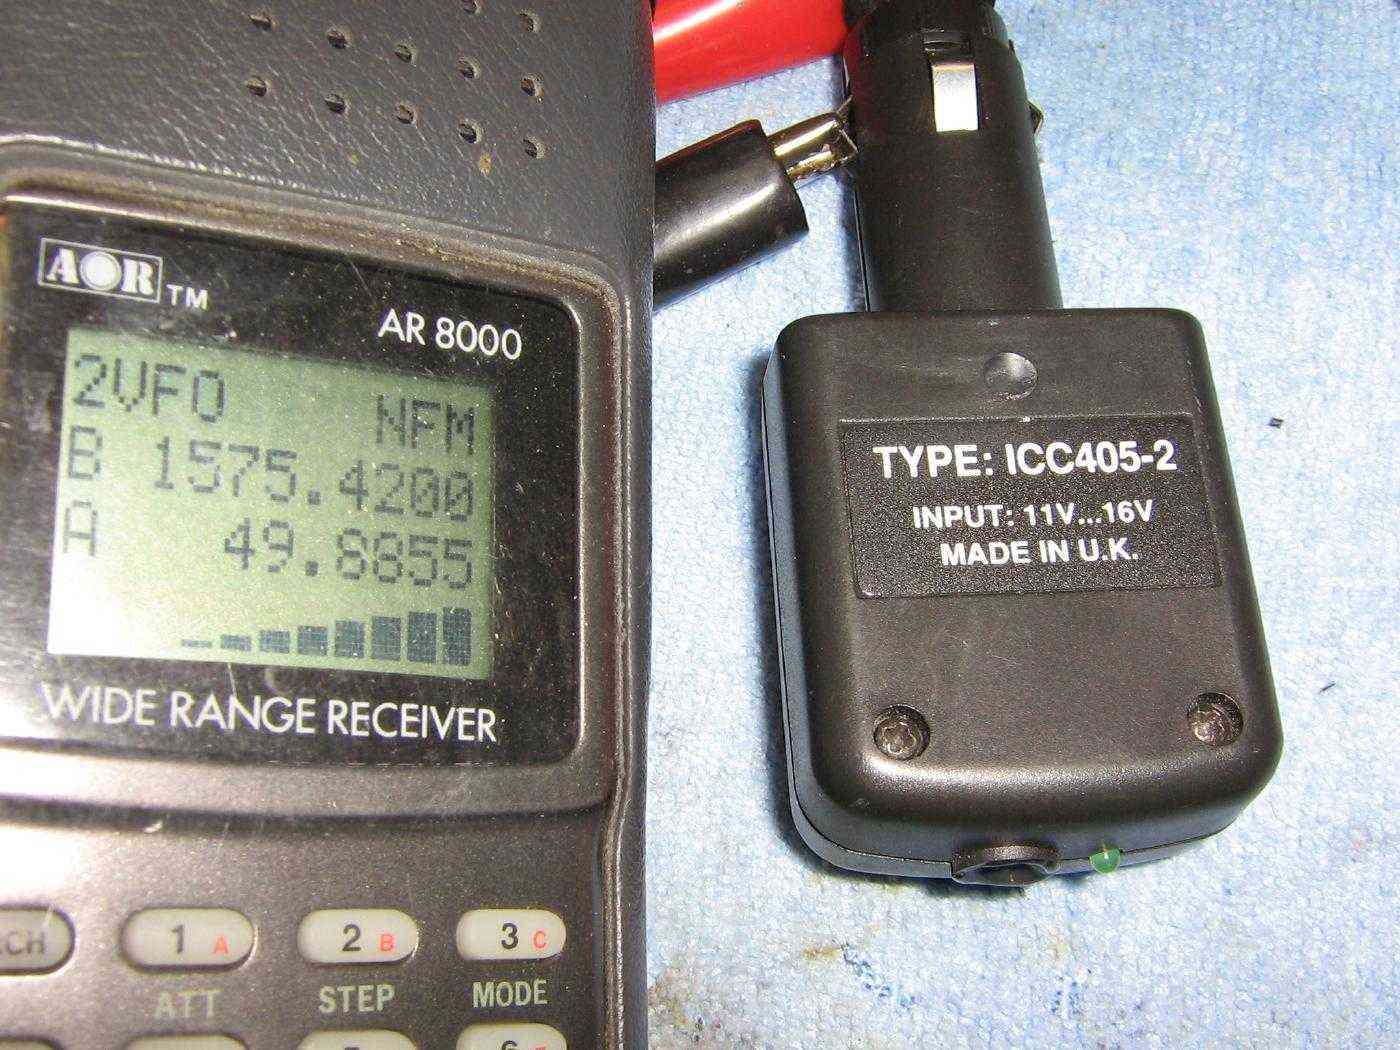 AOR TM
AR 8000
2VFO NFM
B 1575.4200
A 49.8855
WIDE RANGE RECEIVER
1 A
2 B
3 C
ATT
STEP
MODE
TYPE: ICC405-2
INPUT: 11V...16V
MADE IN U.K.